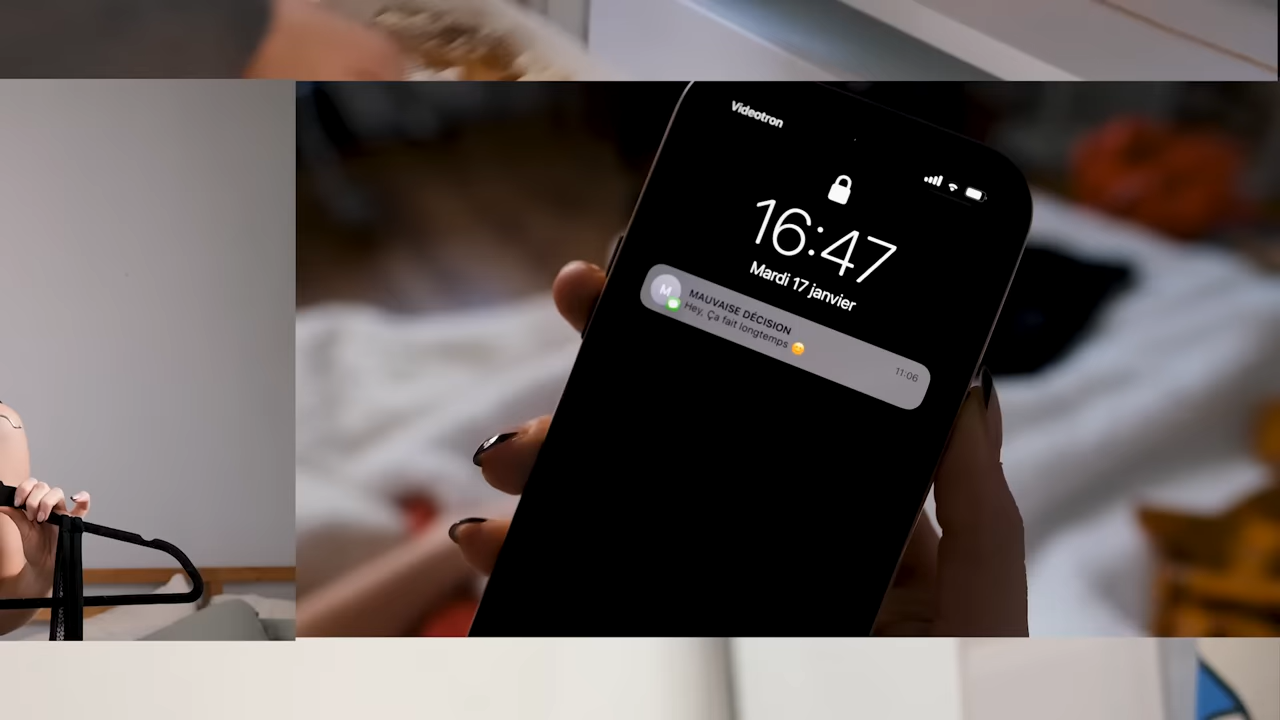 Videotron
16:47
Mardi 17 janvier
M
MAUVAISE DÉCISION
Hey, Ça fait longtemps 😊
11:06